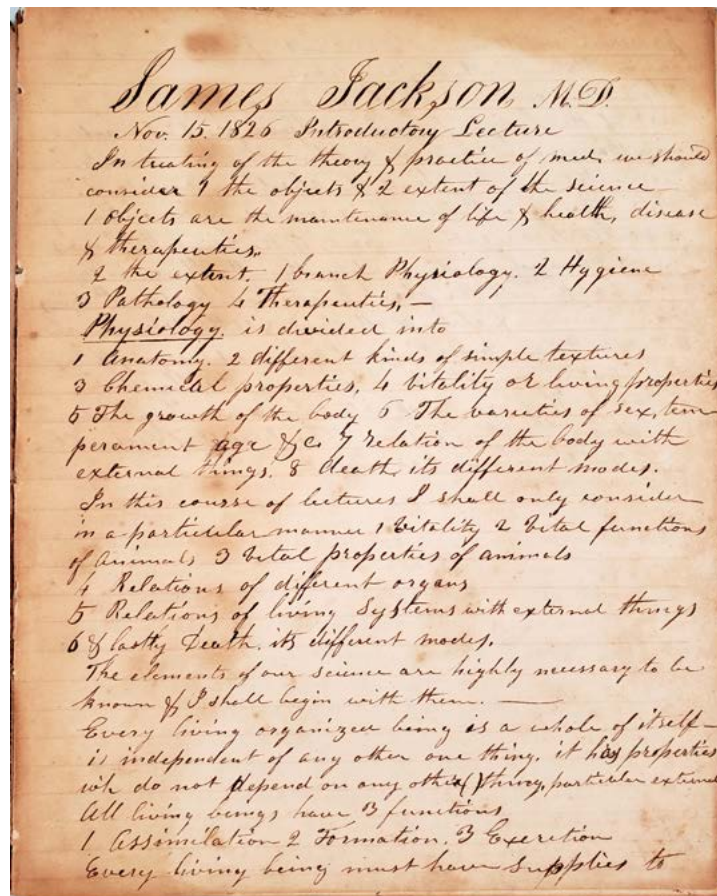 James Jackson M.D.
Nov. 15. 1826 Introductory Lecture
In treating of the theory & practice of med. we should
consider 1 the objects & 2 extent of the science
1 Objects are the maintenance of life & health, disease
& therapeutics.
2 the extent. 1 branch Physiology. 2 Hygiene
3 Pathology 4 Therapeutics, —
Physiology. is divided into
1 Anatomy. 2 different kinds of simple textures
3 Chemical properties, 4 vitality or living properties
5 The growth of the body 6 The varieties of sex, tem
perament age &c. 7 relation of the body with
external things. 8 death, its different modes.
In this course of lectures I shall only consider
in a particular manner 1 Vitality 2 Vital functions
of animals 3 Vital properties of animals
4 Relations of different organs
5 Relations of living Systems with external things
6 & lastly Death. its different modes.
The elements of our science are highly necessary to be
known & I shall begin with them. —
Every living organized being is a whole of itself —
is independent of any other one thing. it has properties
wh do not depend on any other () thing, particular external
All living beings have 3 functions
1 Assimilation 2 Formation. 3 Excretion
Every living being must have supplies to